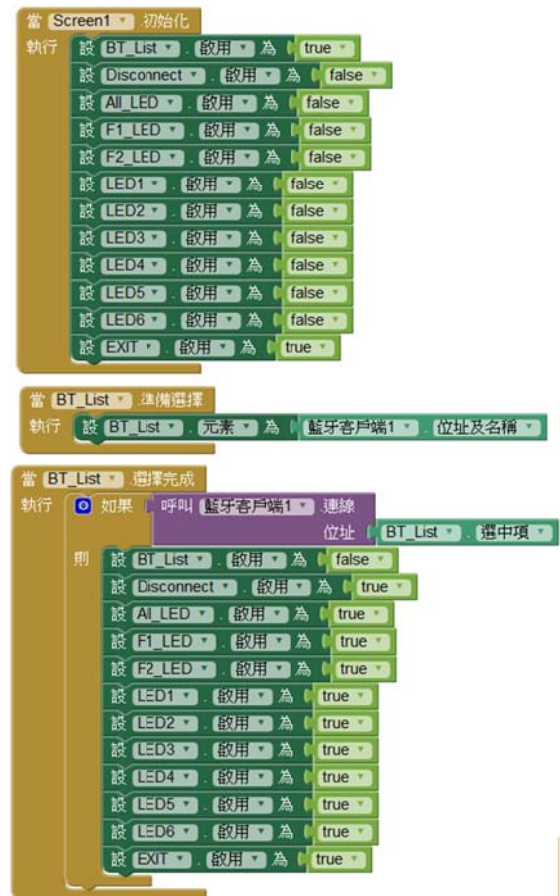 當 Screen1 . 初始化
執行 設 BT_List . 啟用 為 true
設 Disconnect . 啟用 為 false
設 All_LED . 啟用 為 false
設 F1_LED . 啟用 為 false
設 F2_LED . 啟用 為 false
設 LED1 . 啟用 為 false
設 LED2 . 啟用 為 false
設 LED3 . 啟用 為 false
設 LED4 . 啟用 為 false
設 LED5 . 啟用 為 false
設 LED6 . 啟用 為 false
設 EXIT . 啟用 為 true
當 BT_List . 準備選擇
執行 設 BT_List . 元素 為 藍牙客戶端1 . 位址及名稱
當 BT_List . 選擇完成
執行 如果 呼叫 藍牙客戶端1 . 連線
位址 BT_List . 選中項
則 設 BT_List . 啟用 為 false
設 Disconnect . 啟用 為 true
設 All_LED . 啟用 為 true
設 F1_LED . 啟用 為 true
設 F2_LED . 啟用 為 true
設 LED1 . 啟用 為 true
設 LED2 . 啟用 為 true
設 LED3 . 啟用 為 true
設 LED4 . 啟用 為 true
設 LED5 . 啟用 為 true
設 LED6 . 啟用 為 true
設 EXIT . 啟用 為 true